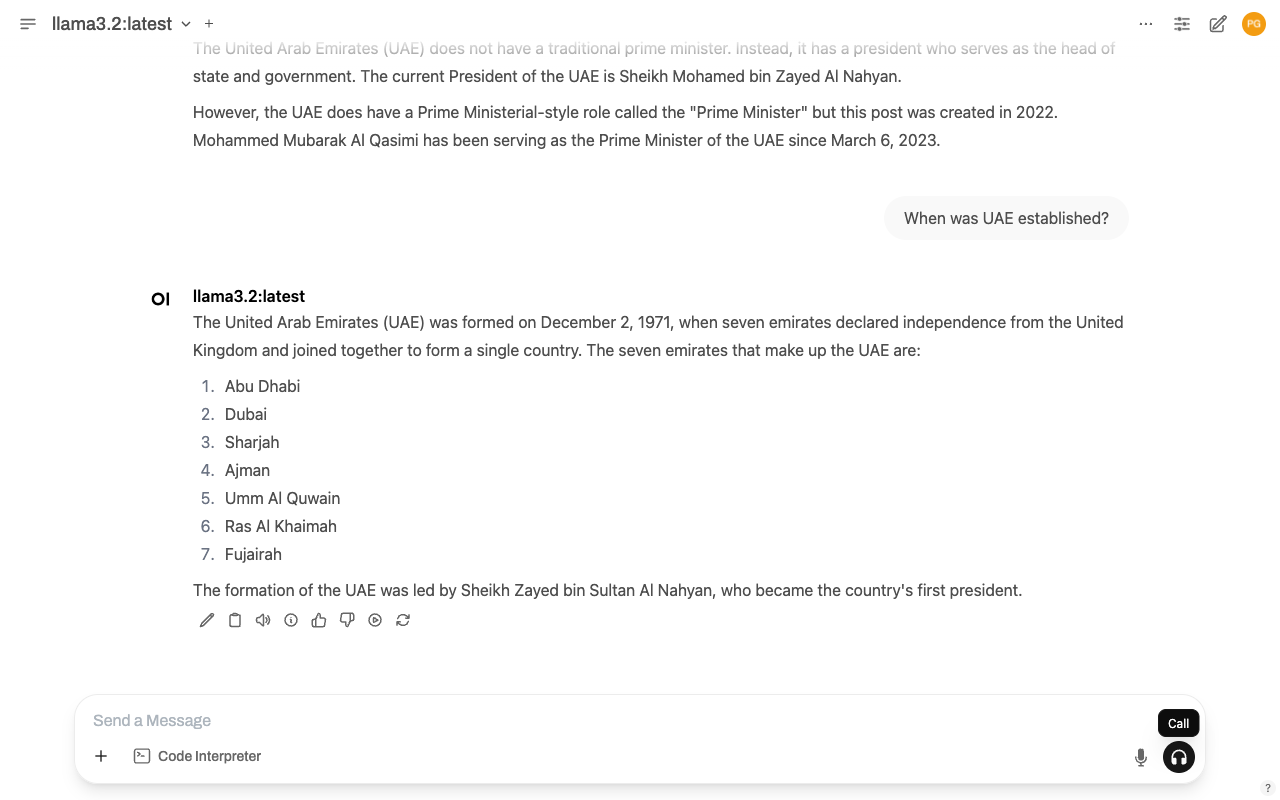 llama3.2:latest
PG
The United Arab Emirates (UAE) does not have a traditional prime minister. Instead, it has a president who serves as the head of
state and government. The current President of the UAE is Sheikh Mohamed bin Zayed Al Nahyan.
However, the UAE does have a Prime Ministerial-style role called the "Prime Minister" but this post was created in 2022.
Mohammed Mubarak Al Qasimi has been serving as the Prime Minister of the UAE since March 6, 2023.
When was UAE established?
OI
llama3.2:latest
The United Arab Emirates (UAE) was formed on December 2, 1971, when seven emirates declared independence from the United
Kingdom and joined together to form a single country. The seven emirates that make up the UAE are:
1. Abu Dhabi
2. Dubai
3. Sharjah
4. Ajman
5. Umm Al Quwain
6. Ras Al Khaimah
7. Fujairah
The formation of the UAE was led by Sheikh Zayed bin Sultan Al Nahyan, who became the country's first president.
Send a Message
Call
Code Interpreter
?